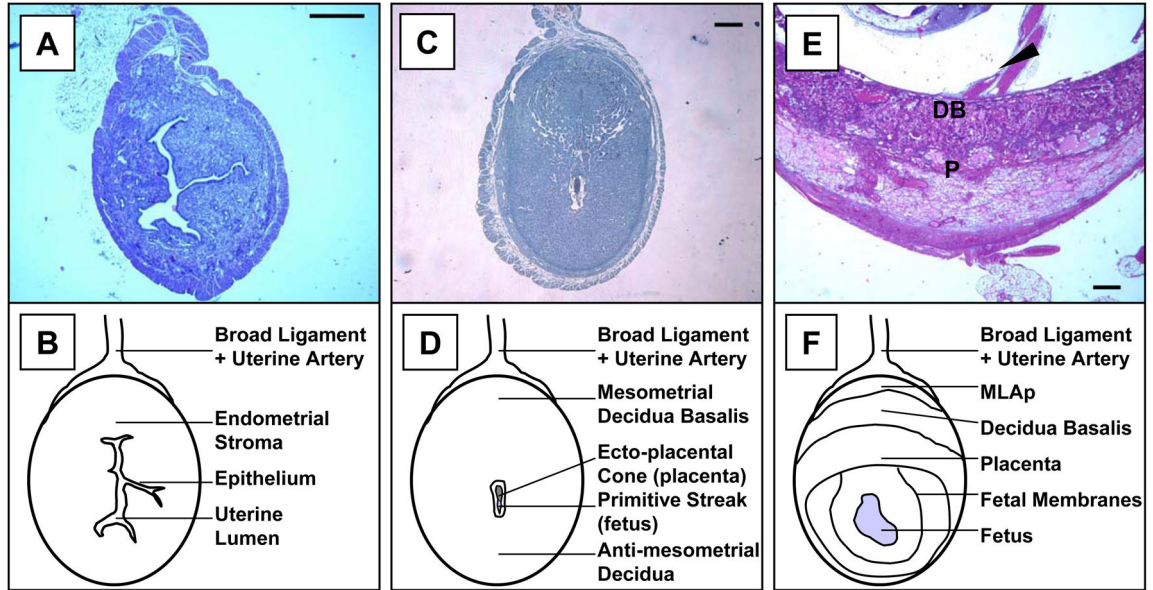 A
B
Broad Ligament
+ Uterine Artery
Endometrial
Stroma
Epithelium
Uterine
Lumen
C
D
Broad Ligament
+ Uterine Artery
Mesometrial
Decidua Basalis
Ecto-placental
Cone (placenta)
Primitive Streak
(fetus)
Anti-mesometrial
Decidua
E
DB
P
F
Broad Ligament
+ Uterine Artery
MLAp
Decidua Basalis
Placenta
Fetal Membranes
Fetus